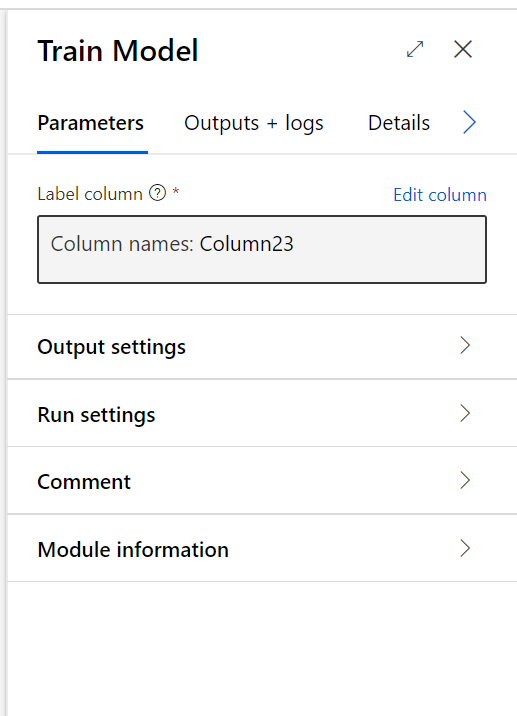 Train Model
Parameters Outputs + logs Details
Label column ? * Edit column
Column names: Column23
Output settings
Run settings
Comment
Module information